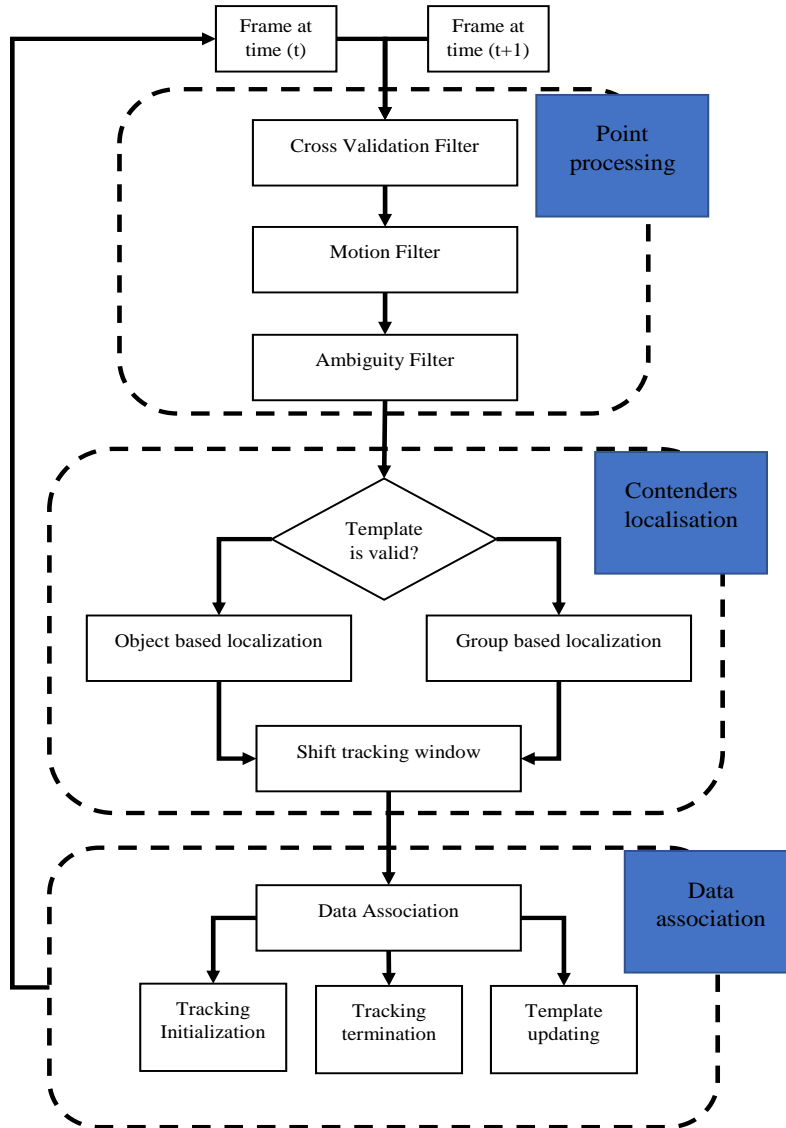 Frame at
time (t)
Frame at
time (t+1)
Point
processing
Cross Validation Filter
Motion Filter
Ambiguity Filter
Contenders
localisation
Template
is valid?
Object based localization
Group based localization
Shift tracking window
Data
association
Data Association
Tracking
Initialization
Tracking
termination
Template
updating